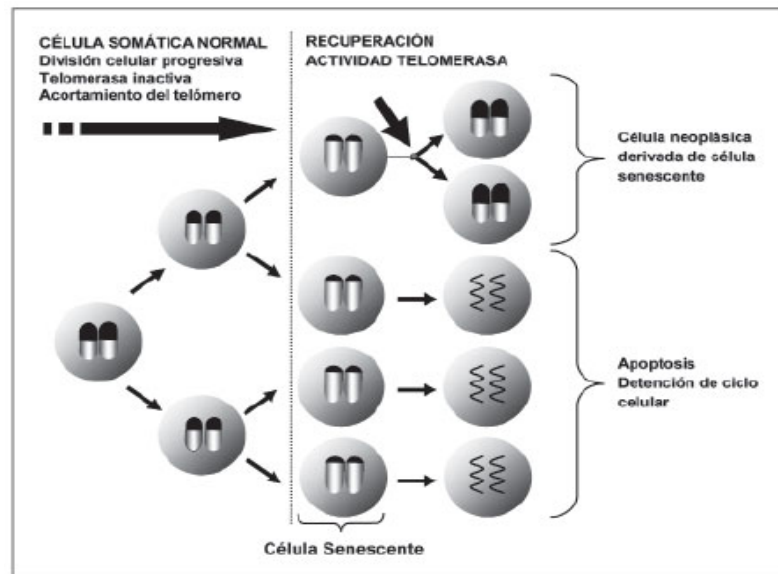 CÉLULA SOMÁTICA NORMAL
División celular progresiva
Telomerasa inactiva
Acortamiento del telómero
RECUPERACIÓN
ACTIVIDAD TELOMERASA
Célula neoplàsica
derivada de célula
senescente
Apoptosis
Detención de ciclo
celular
Célula Senescente